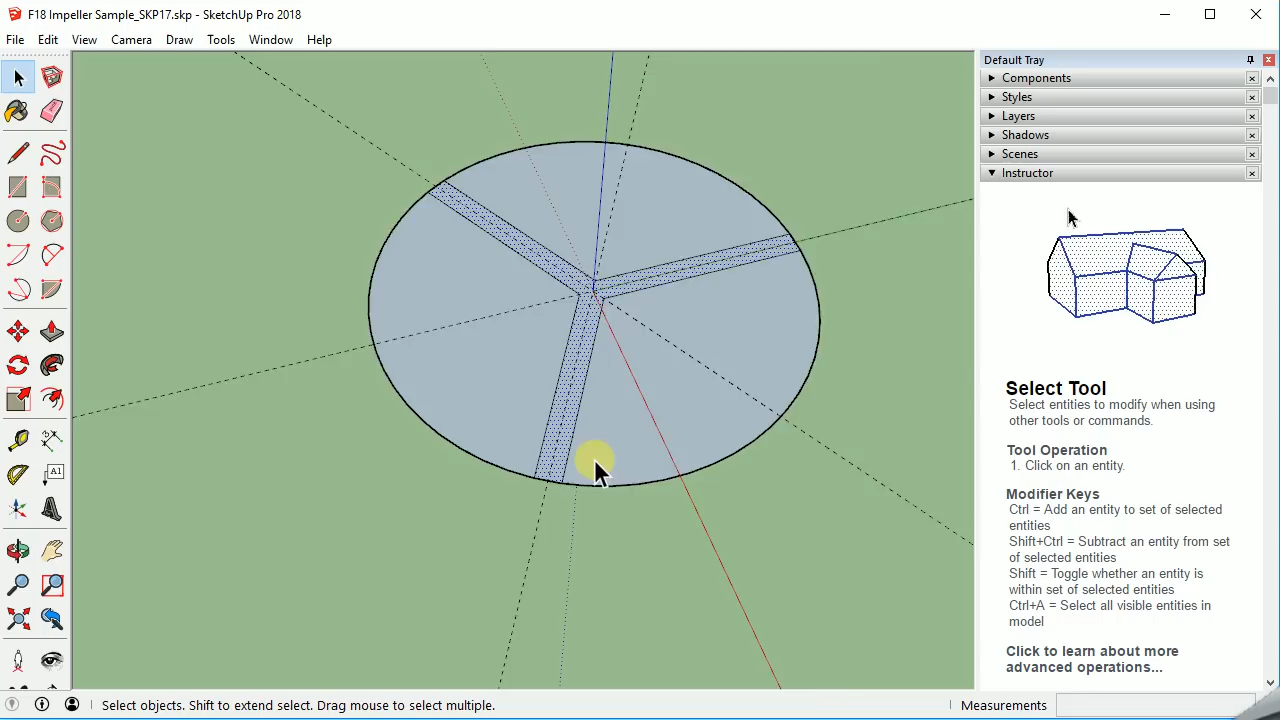 F18 Impeller Sample_SKP17.skp - SketchUp Pro 2018
File Edit View Camera Draw Tools Window Help
Default Tray
Components
Styles
Layers
Shadows
Scenes
Instructor
A1
Select Tool
Select entities to modify when using
other tools or commands.
Tool Operation
1. Click on an entity.
Modifier Keys
Ctrl = Add an entity to set of selected
entities
Shift+Ctrl = Subtract an entity from set
of selected entities
Shift = Toggle whether an entity is
within set of selected entities
Ctrl+A = Select all visible entities in
model
Click to learn about more
advanced operations...
Select objects. Shift to extend select. Drag mouse to select multiple.
Measurements